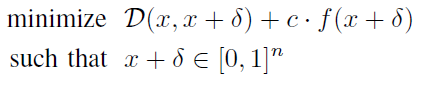 minimize D(x, x + δ) + c · f(x + δ)
such that x + δ ∈ [0, 1]ⁿ